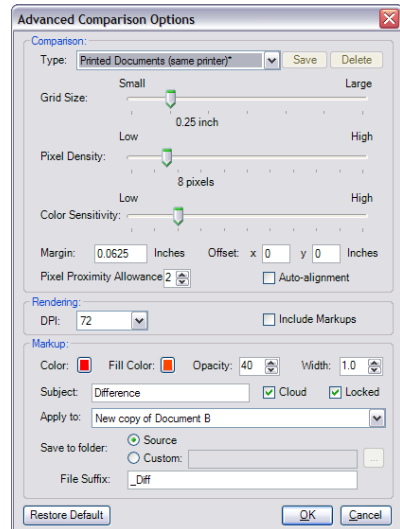 Advanced Comparison Options
Comparison:
Type: Printed Documents (same printer)* Save Delete
Small Large
Grid Size:
0.25 inch
Low High
Pixel Density:
8 pixels
Low High
Color Sensitivity:
Margin: 0.0625 Inches Offset: x 0 y 0 Inches
Pixel Proximity Allowance 2 Auto-alignment
Rendering:
DPI: 72 Include Markups
Markup:
Color: Fill Color: Opacity: 40 Width: 1.0
Subject: Difference Cloud Locked
Apply to: New copy of Document B
Save to folder: Source
Custom: ...
File Suffix: _Diff
Restore Default OK Cancel